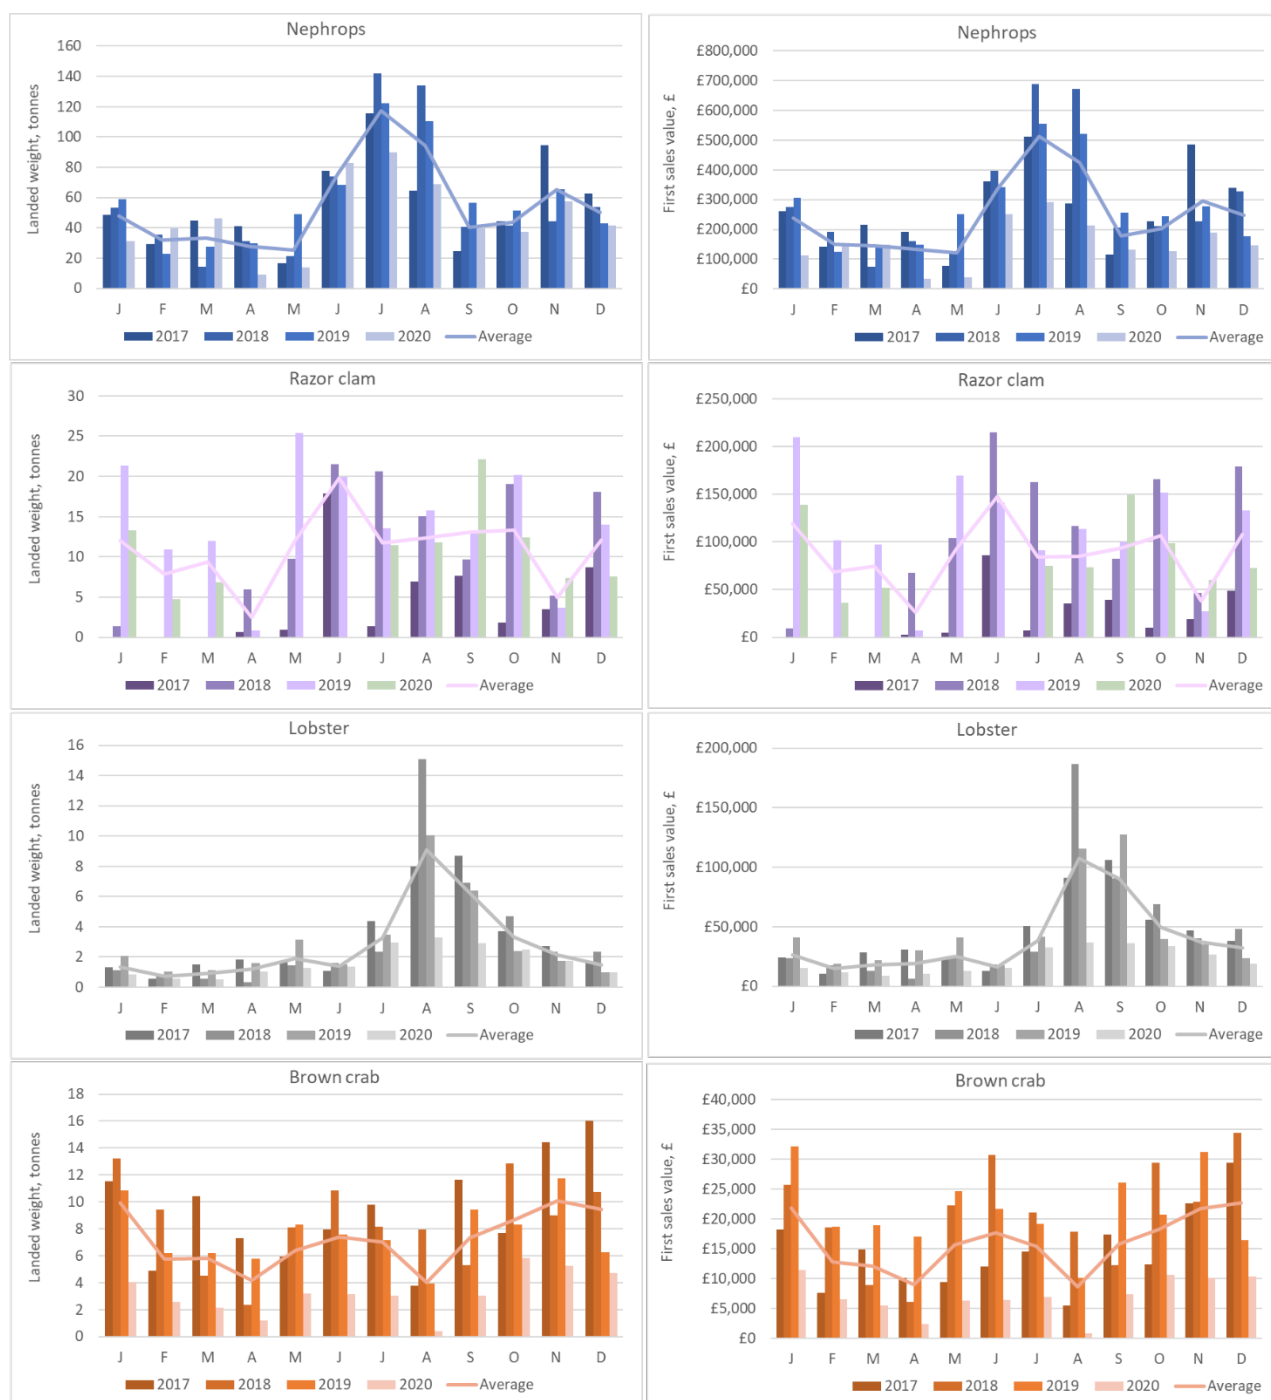 Nephrops
Landed weight, tonnes
160
140
120
100
80
60
40
20
0
J F M A M J J A S O N D
2017 2018 2019 2020 Average
Nephrops
First sales value, £
£800,000
£700,000
£600,000
£500,000
£400,000
£300,000
£200,000
£100,000
£0
J F M A M J J A S O N D
2017 2018 2019 2020 Average
Razor clam
Landed weight, tonnes
30
25
20
15
10
5
0
J F M A M J J A S O N D
2017 2018 2019 2020 Average
Razor clam
First sales value, £
£250,000
£200,000
£150,000
£100,000
£50,000
£0
J F M A M J J A S O N D
2017 2018 2019 2020 Average
Lobster
Landed weight, tonnes
16
14
12
10
8
6
4
2
0
J F M A M J J A S O N D
2017 2018 2019 2020 Average
Lobster
First sales value, £
£200,000
£150,000
£100,000
£50,000
£0
J F M A M J J A S O N D
2017 2018 2019 2020 Average
Brown crab
Landed weight, tonnes
18
16
14
12
10
8
6
4
2
0
J F M A M J J A S O N D
2017 2018 2019 2020 Average
Brown crab
First sales value, £
£40,000
£35,000
£30,000
£25,000
£20,000
£15,000
£10,000
£5,000
£0
J F M A M J J A S O N D
2017 2018 2019 2020 Average